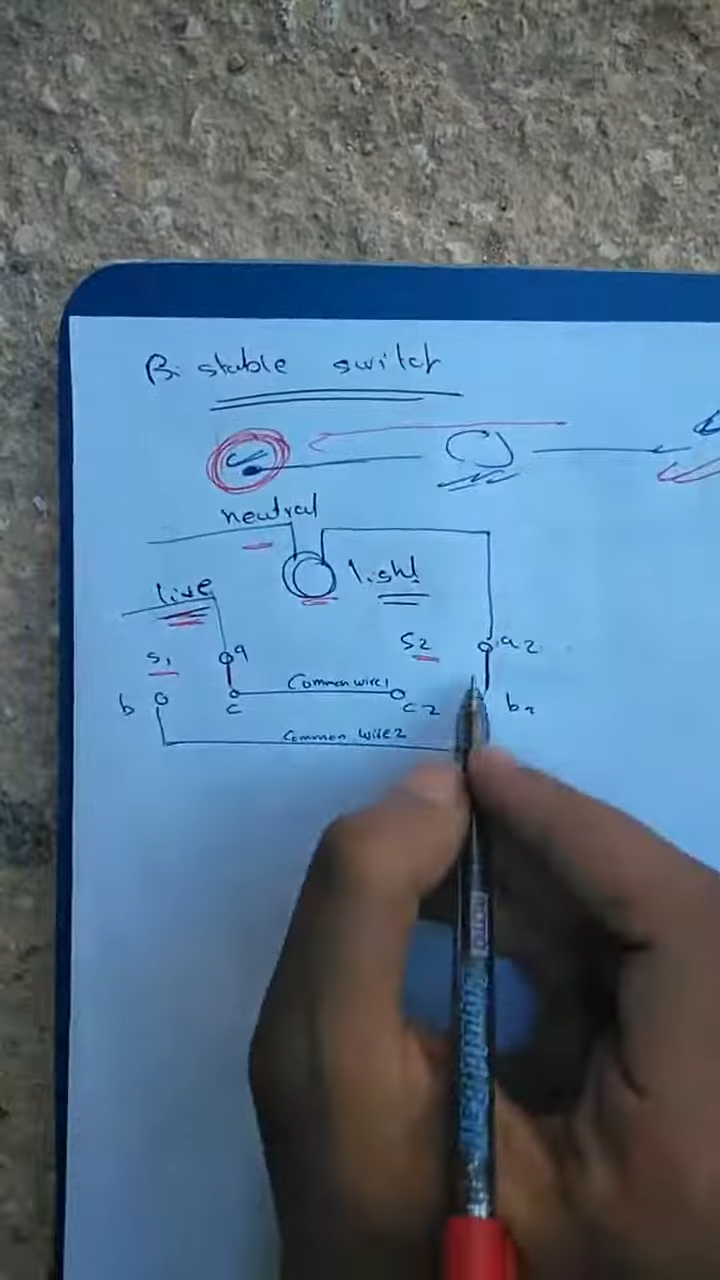 Bi stable switch
neutral
light
live
S1
a
S2
a2
b
c
Common wire1
c2
b2
Common wire2